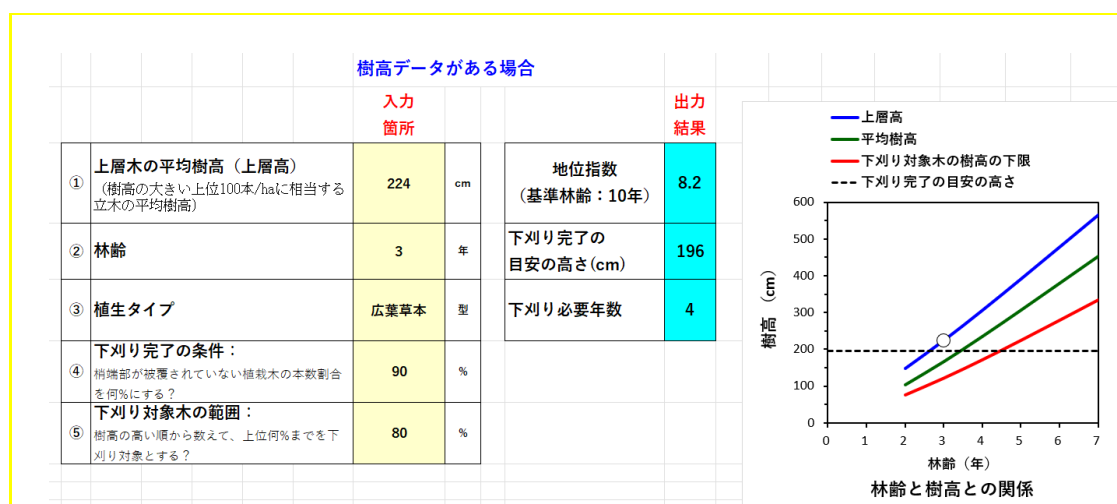 樹高データがある場合
入力
箇所
出力
結果
① 上層木の平均樹高（上層高）
（樹高の大きい上位100本/haに相当する
立木の平均樹高）
224 cm
② 林齢 3 年
③ 植生タイプ 広葉草本 型
④ 下刈り完了の条件：
梢端部が被覆されていない植栽木の本数割合
を何%にする？
90 %
⑤ 下刈り対象木の範囲：
樹高の高い順から数えて、上位何%までを下
刈り対象とする？
80 %
地位指数
（基準林齢：10年）
8.2
下刈り完了の
目安の高さ(cm)
196
下刈り必要年数 4
上層高
平均樹高
下刈り対象木の樹高の下限
下刈り完了の目安の高さ
樹高（cm）
600
500
400
300
200
100
0
0 1 2 3 4 5 6 7
林齢（年）
林齢と樹高との関係